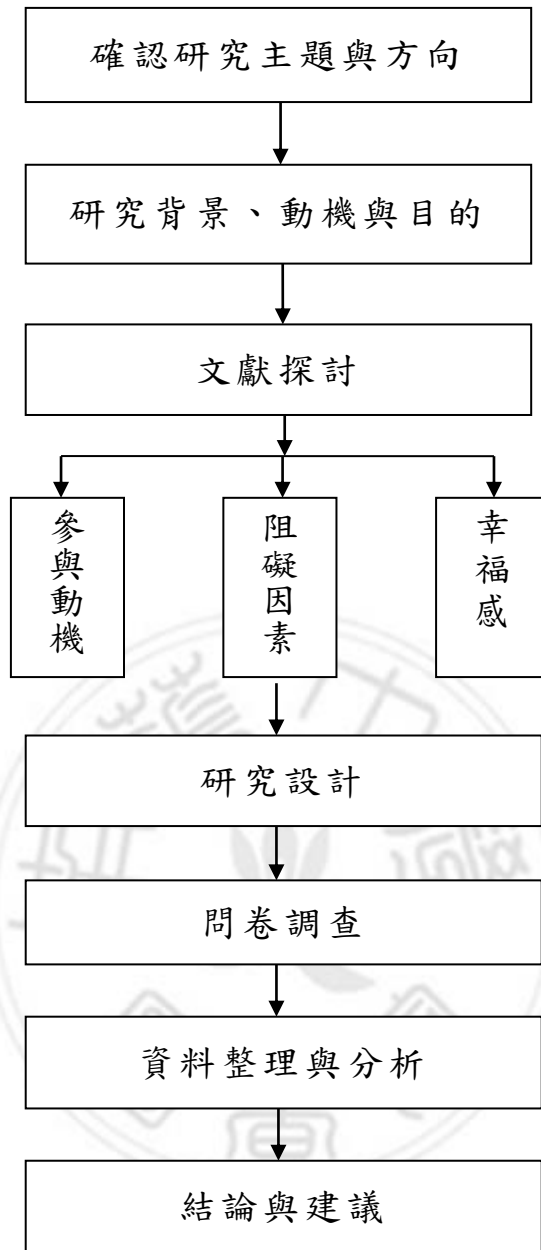 確認研究主題與方向
研究背景、動機與目的
文獻探討
參與動機
阻礙因素
幸福感
研究設計
問卷調查
資料整理與分析
結論與建議